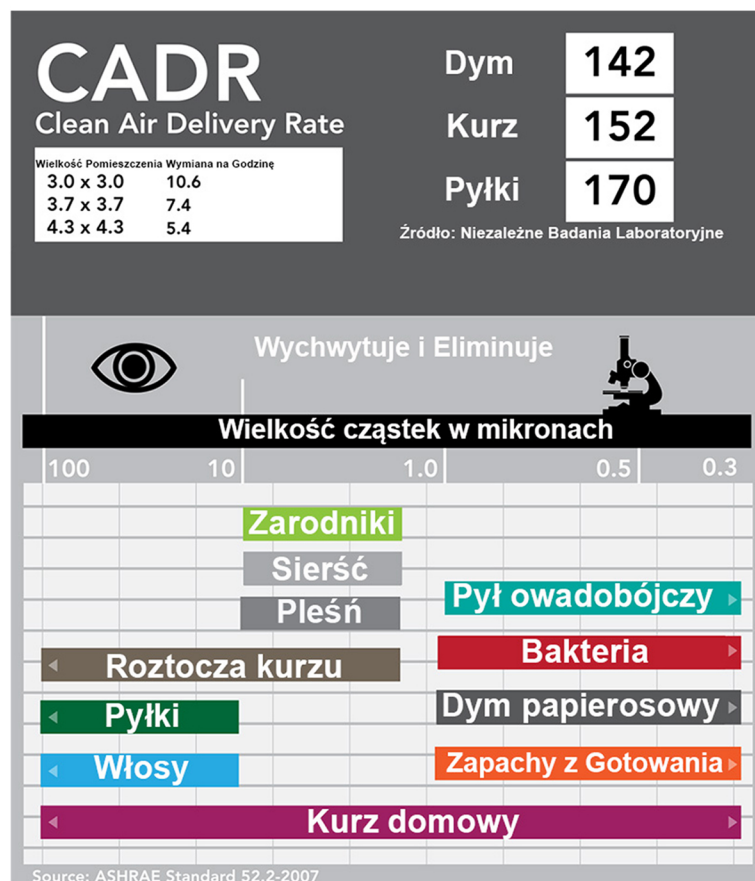 CADR
Clean Air Delivery Rate
Wielkość Pomieszczenia Wymiana na Godzinę
3.0 x 3.0 10.6
3.7 x 3.7 7.4
4.3 x 4.3 5.4
Dym 142
Kurz 152
Pyłki 170
Źródło: Niezależne Badania Laboratoryjne
Wychwytuje i Eliminuje
Wielkość cząstek w mikronach
100 10 1.0 0.5 0.3
Zarodniki
Sierść
Pleśń
Pył owadobójczy
Roztocza kurzu
Bakteria
Pyłki
Dym papierosowy
Włosy
Zapachy z Gotowania
Kurz domowy
Source: ASHRAE Standard 52.2-2007